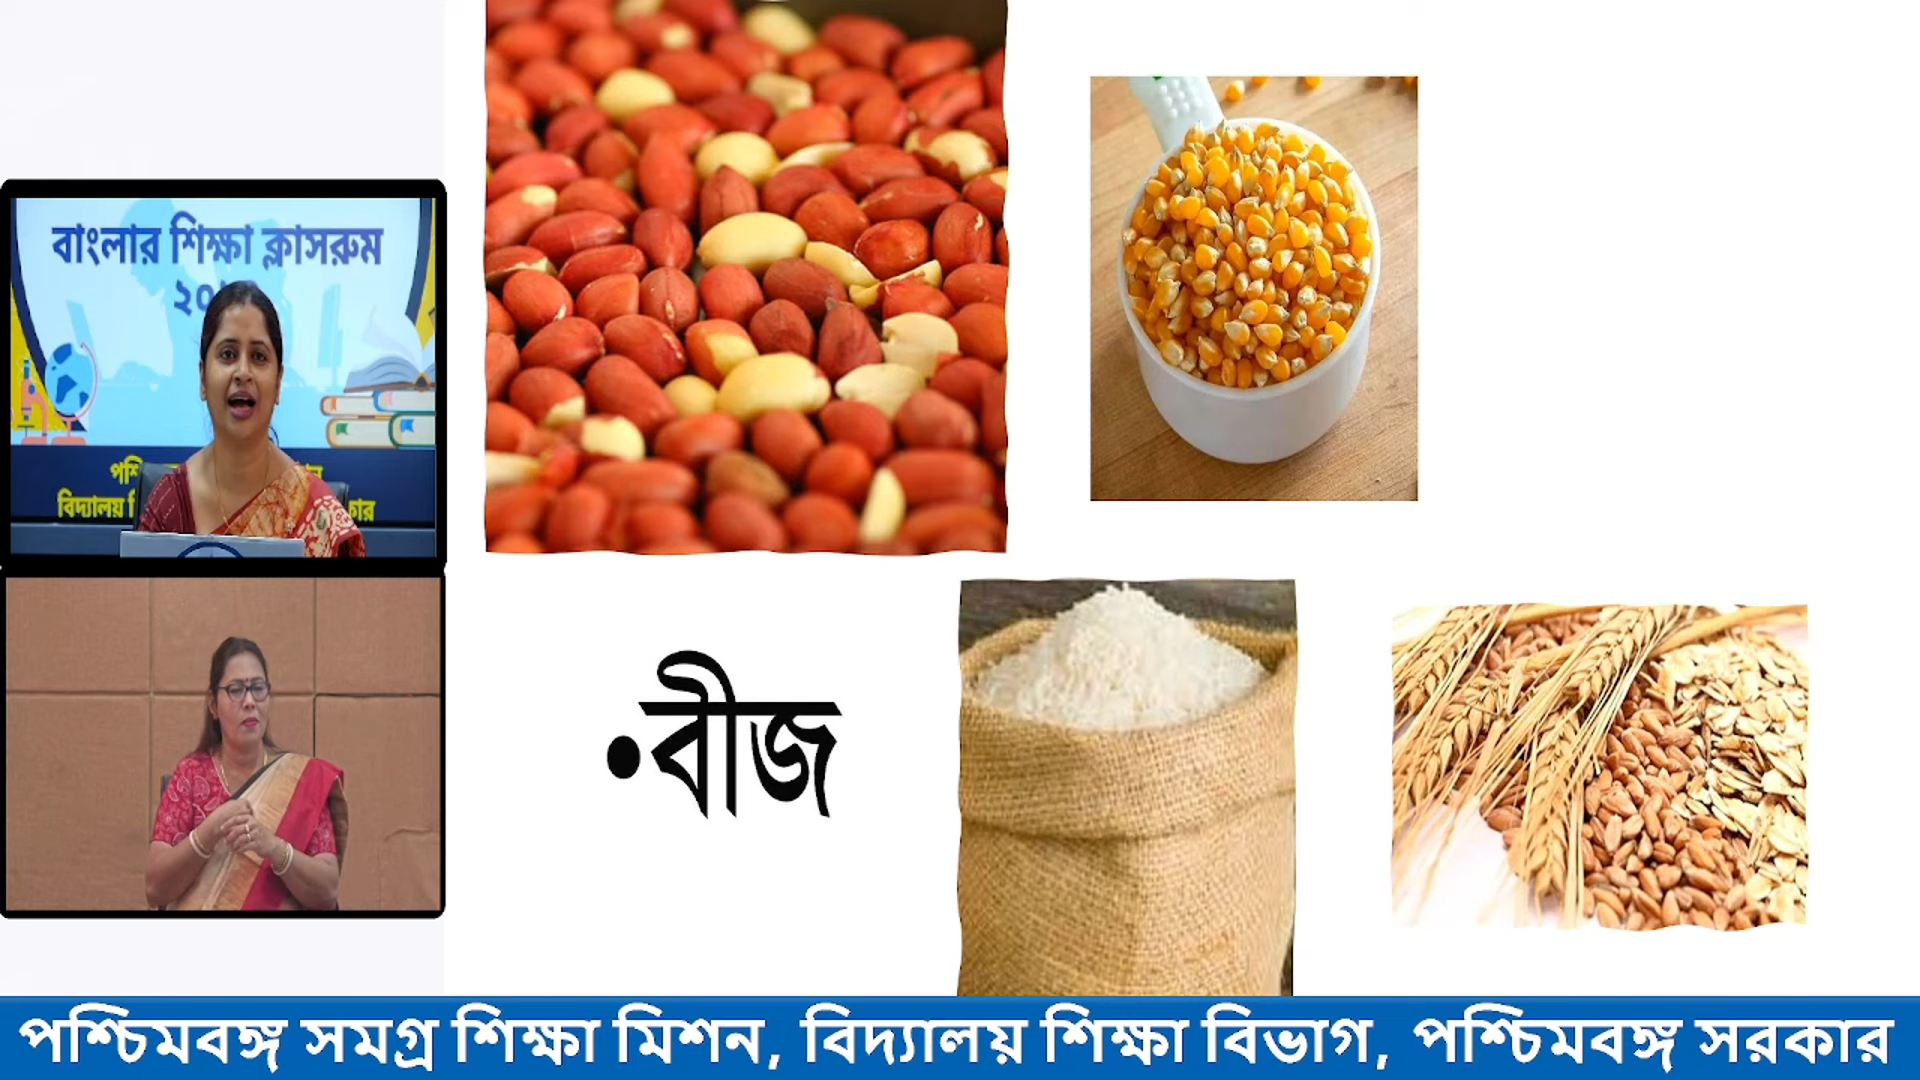 বাংলার শিক্ষা ক্লাসরুম
•বীজ
পশ্চিমবঙ্গ সমগ্র শিক্ষা মিশন, বিদ্যালয় শিক্ষা বিভাগ, পশ্চিমবঙ্গ সরকার